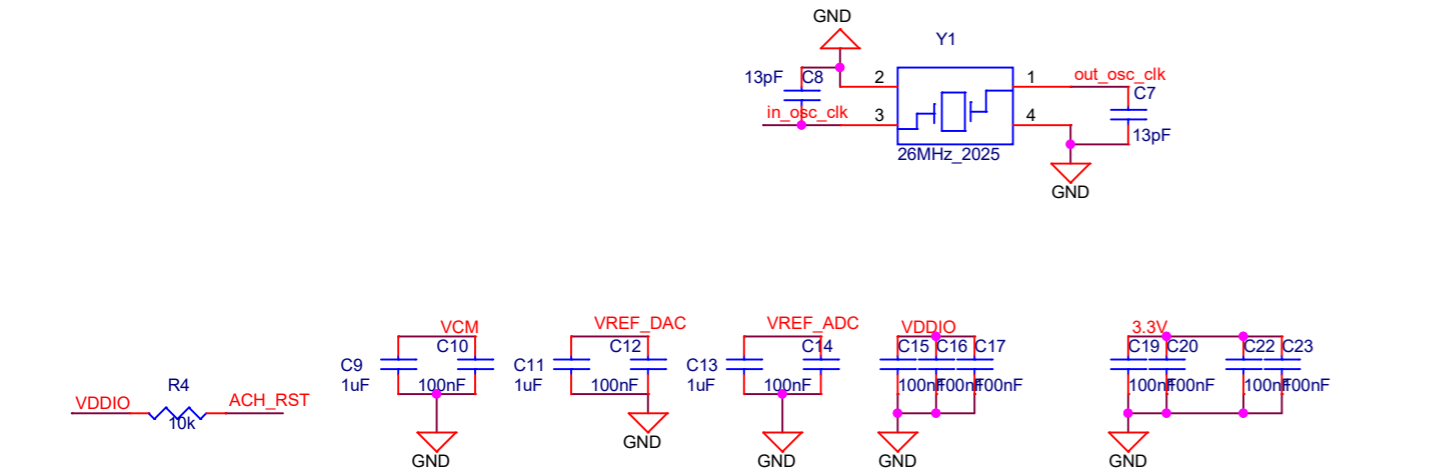 GND
Y1
13pF
C8
2
1
out_osc_clk
C7
in_osc_clk
3
4
13pF
26MHz_2025
GND
VCM
VREF_DAC
VREF_ADC
VDDIO
3.3V
C9
C10
C11
C12
C13
C14
C15
C16
C17
C19
C20
C22
C23
1uF
100nF
1uF
100nF
1uF
100nF
100nF
100nF
100nF
100nF
100nF
100nF
100nF
R4
VDDIO
ACH_RST
10k
GND
GND
GND
GND
GND